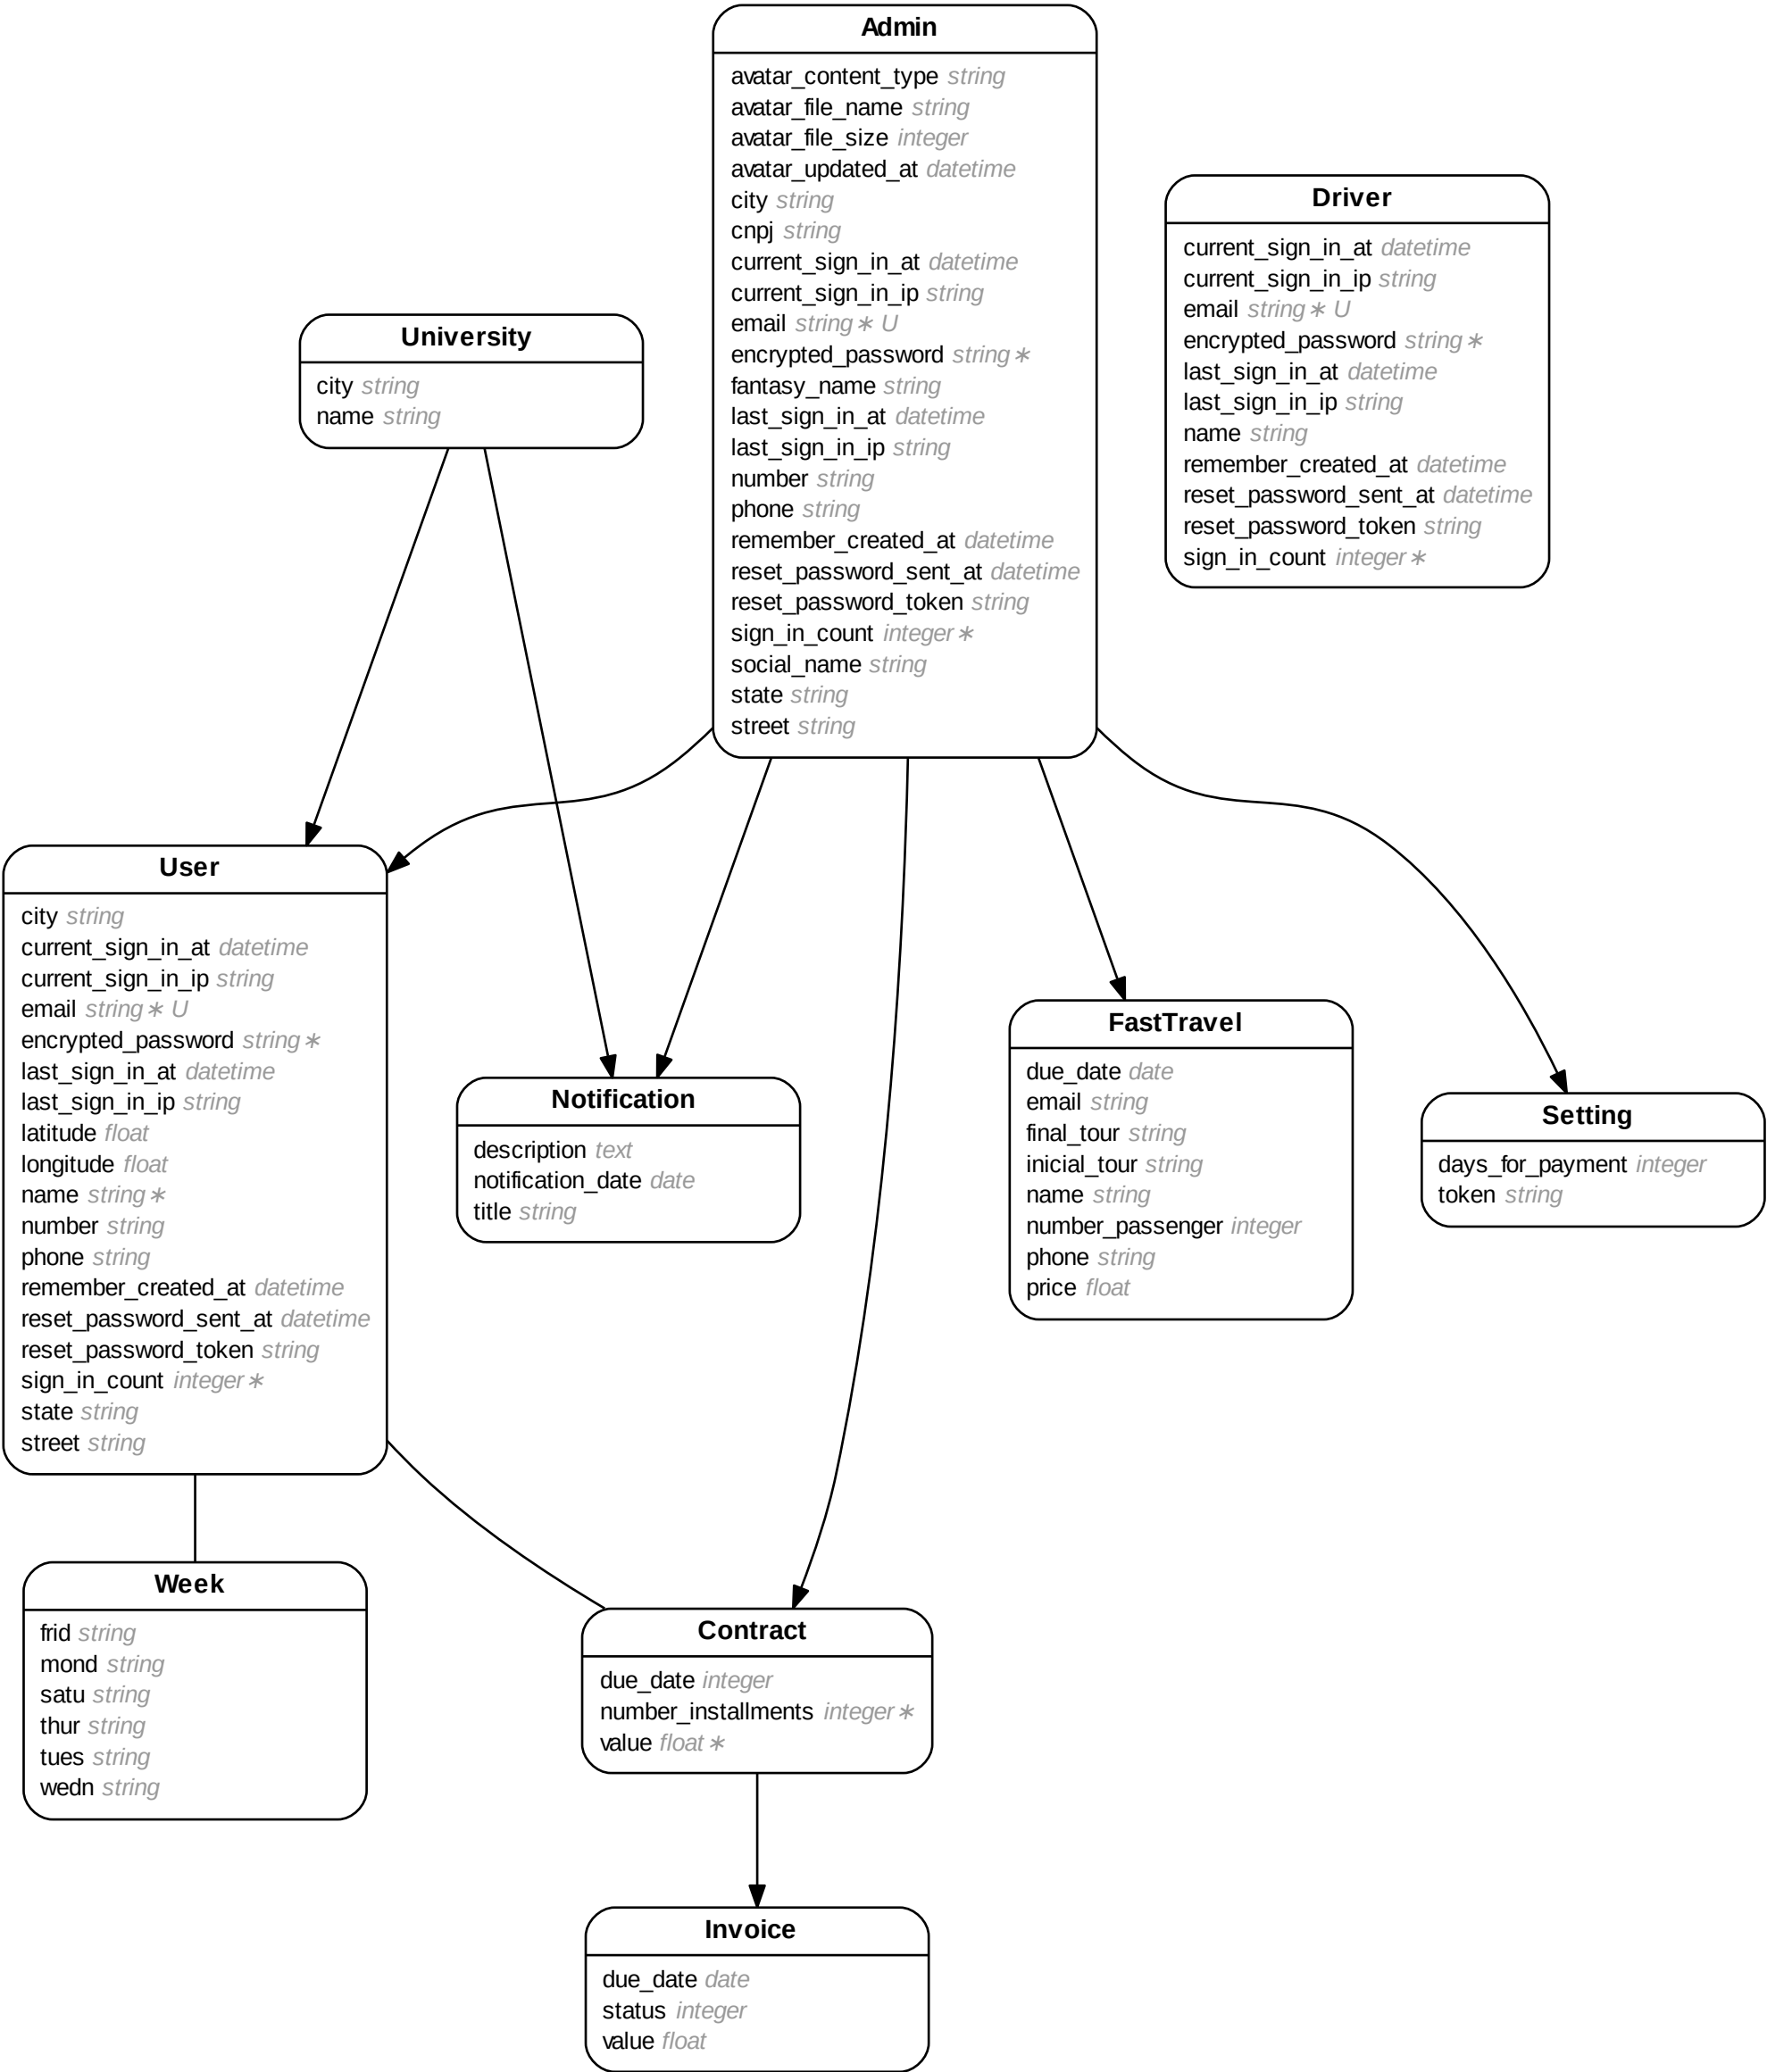 Admin
avatar_content_type string
avatar_file_name string
avatar_file_size integer
avatar_updated_at datetime
city string
cnpj string
current_sign_in_at datetime
current_sign_in_ip string
email string∗ U
encrypted_password string∗
fantasy_name string
last_sign_in_at datetime
last_sign_in_ip string
number string
phone string
remember_created_at datetime
reset_password_sent_at datetime
reset_password_token string
sign_in_count integer∗
social_name string
state string
street string
Driver
current_sign_in_at datetime
current_sign_in_ip string
email string∗ U
encrypted_password string∗
last_sign_in_at datetime
last_sign_in_ip string
name string
remember_created_at datetime
reset_password_sent_at datetime
reset_password_token string
sign_in_count integer∗
University
city string
name string
User
city string
current_sign_in_at datetime
current_sign_in_ip string
email string∗ U
encrypted_password string∗
last_sign_in_at datetime
last_sign_in_ip string
latitude float
longitude float
name string∗
number string
phone string
remember_created_at datetime
reset_password_sent_at datetime
reset_password_token string
sign_in_count integer∗
state string
street string
Notification
description text
notification_date date
title string
FastTravel
due_date date
email string
final_tour string
inicial_tour string
name string
number_passenger integer
phone string
price float
Setting
days_for_payment integer
token string
Week
frid string
mond string
satu string
thur string
tues string
wedn string
Contract
due_date integer
number_installments integer∗
value float∗
Invoice
due_date date
status integer
value float